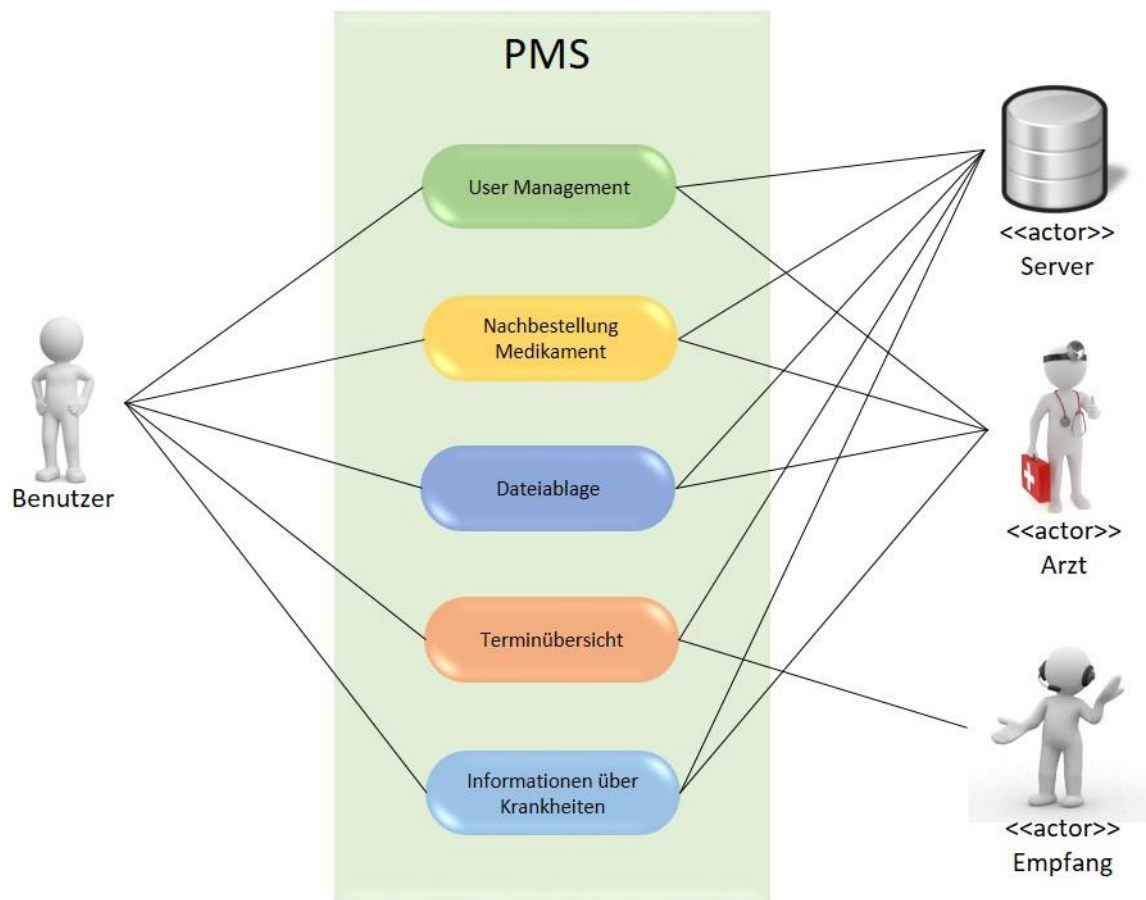 PMS
User Management
Nachbestellung
Medikament
Dateiablage
Terminübersicht
Informationen über
Krankheiten
Benutzer
<<actor>>
Server
<<actor>>
Arzt
<<actor>>
Empfang